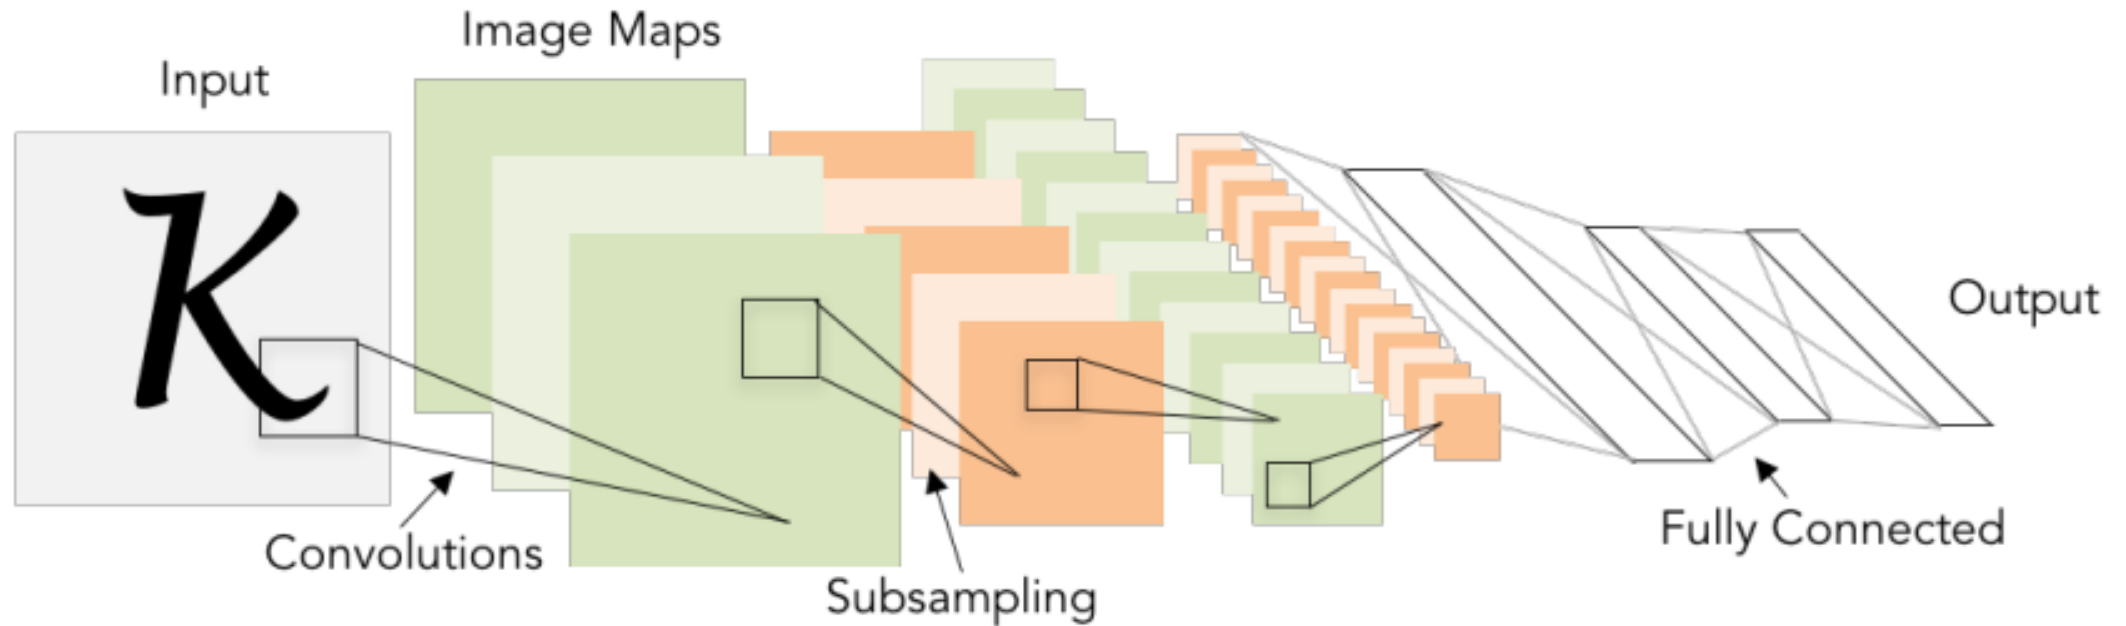 Image Maps
Input
K
Output
Convolutions
Fully Connected
Subsampling